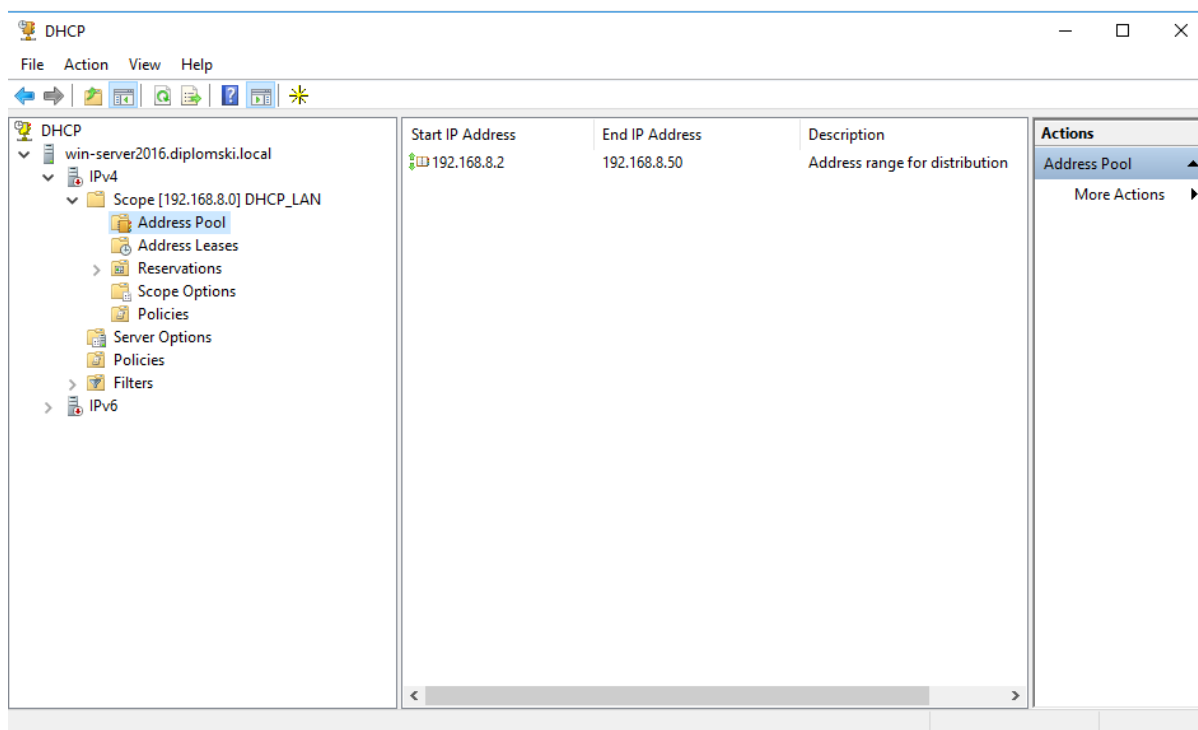 DHCP
File Action View Help
DHCP
win-server2016.diplomski.local
IPv4
Scope [192.168.8.0] DHCP_LAN
Address Pool
Address Leases
Reservations
Scope Options
Policies
Server Options
Policies
Filters
IPv6
Start IP Address End IP Address Description
192.168.8.2 192.168.8.50 Address range for distribution
Actions
Address Pool
More Actions